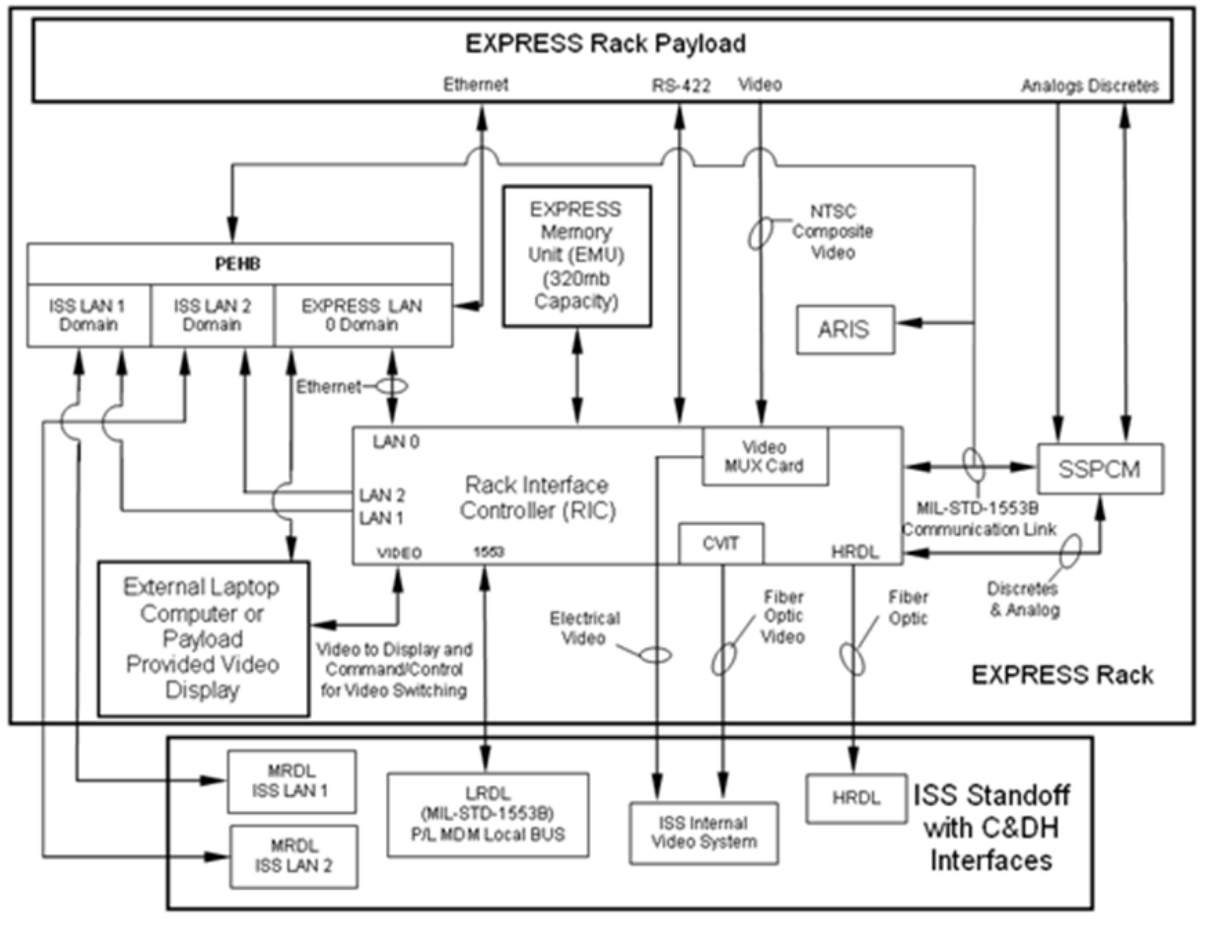 EXPRESS Rack Payload
Ethernet
RS-422
Video
Analogs Discretes
NTSC
Composite
Video
EXPRESS
Memory
Unit (EMU)
(320mb
Capacity)
PEHB
ISS LAN 1
Domain
ISS LAN 2
Domain
EXPRESS LAN
0 Domain
ARIS
Ethernet
LAN 0
Video
MUX Card
SSPCM
LAN 2
LAN 1
Rack Interface
Controller (RIC)
MIL-STD-1553B
Communication Link
VIDEO
1553
CVIT
HRDL
External Laptop
Computer or
Payload
Provided Video
Display
Video to Display and
Command/Control
for Video Switching
Electrical
Video
Fiber
Optic
Video
Fiber
Optic
Discretes
& Analog
EXPRESS Rack
MRDL
ISS LAN 1
MRDL
ISS LAN 2
LRDL
(MIL-STD-1553B)
P/L MDM Local BUS
ISS Internal
Video System
HRDL
ISS Standoff
with C&DH
Interfaces